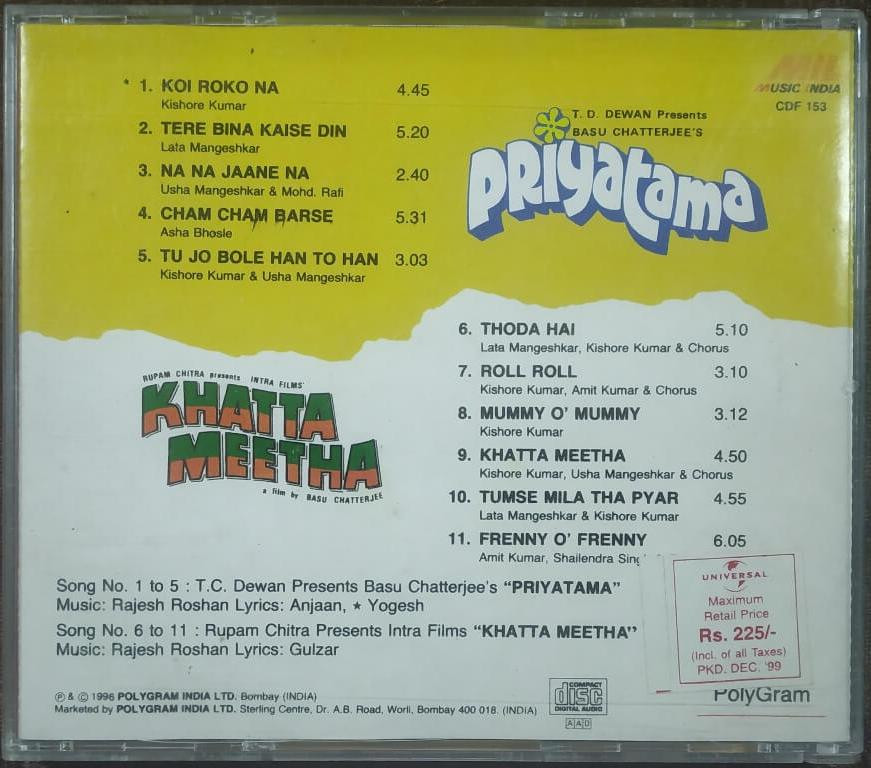 MIL
MUSIC INDIA
CDF 153
* 1. KOI ROKO NA 4.45
Kishore Kumar
2. TERE BINA KAISE DIN 5.20
Lata Mangeshkar
3. NA NA JAANE NA 2.40
Usha Mangeshkar & Mohd. Rafi
4. CHAM CHAM BARSE 5.31
Asha Bhosle
5. TU JO BOLE HAN TO HAN 3.03
Kishore Kumar & Usha Mangeshkar
T. D. DEWAN Presents
BASU CHATTERJEE'S
PRIyatama
6. THODA HAI 5.10
Lata Mangeshkar, Kishore Kumar & Chorus
7. ROLL ROLL 3.10
Kishore Kumar, Amit Kumar & Chorus
8. MUMMY O' MUMMY 3.12
Kishore Kumar
9. KHATTA MEETHA 4.50
Kishore Kumar, Usha Mangeshkar & Chorus
10. TUMSE MILA THA PYAR 4.55
Lata Mangeshkar & Kishore Kumar
11. FRENNY O' FRENNY 6.05
Amit Kumar, Shailendra
RUPAM CHITRA presents INTRA FILMS'
KHATTA
MEETHA
a film by BASU CHATTERJEE
Song No. 1 to 5 : T.C. Dewan Presents Basu Chatterjee's "PRIYATAMA"
Music: Rajesh Roshan Lyrics: Anjaan, ★ Yogesh
Song No. 6 to 11 : Rupam Chitra Presents Intra Films "KHATTA MEETHA"
Music: Rajesh Roshan Lyrics: Gulzar
UNIVERSAL
Maximum
Retail Price
Rs. 225/-
(Incl. of all Taxes)
PKD. DEC. '99
PolyGram
℗ & © 1996 POLYGRAM INDIA LTD. Bombay (INDIA)
Marketed by POLYGRAM INDIA LTD. Sterling Centre, Dr. A.B. Road, Worli, Bombay 400 018. (INDIA)
COMPACT
disc
DIGITAL AUDIO
AAD